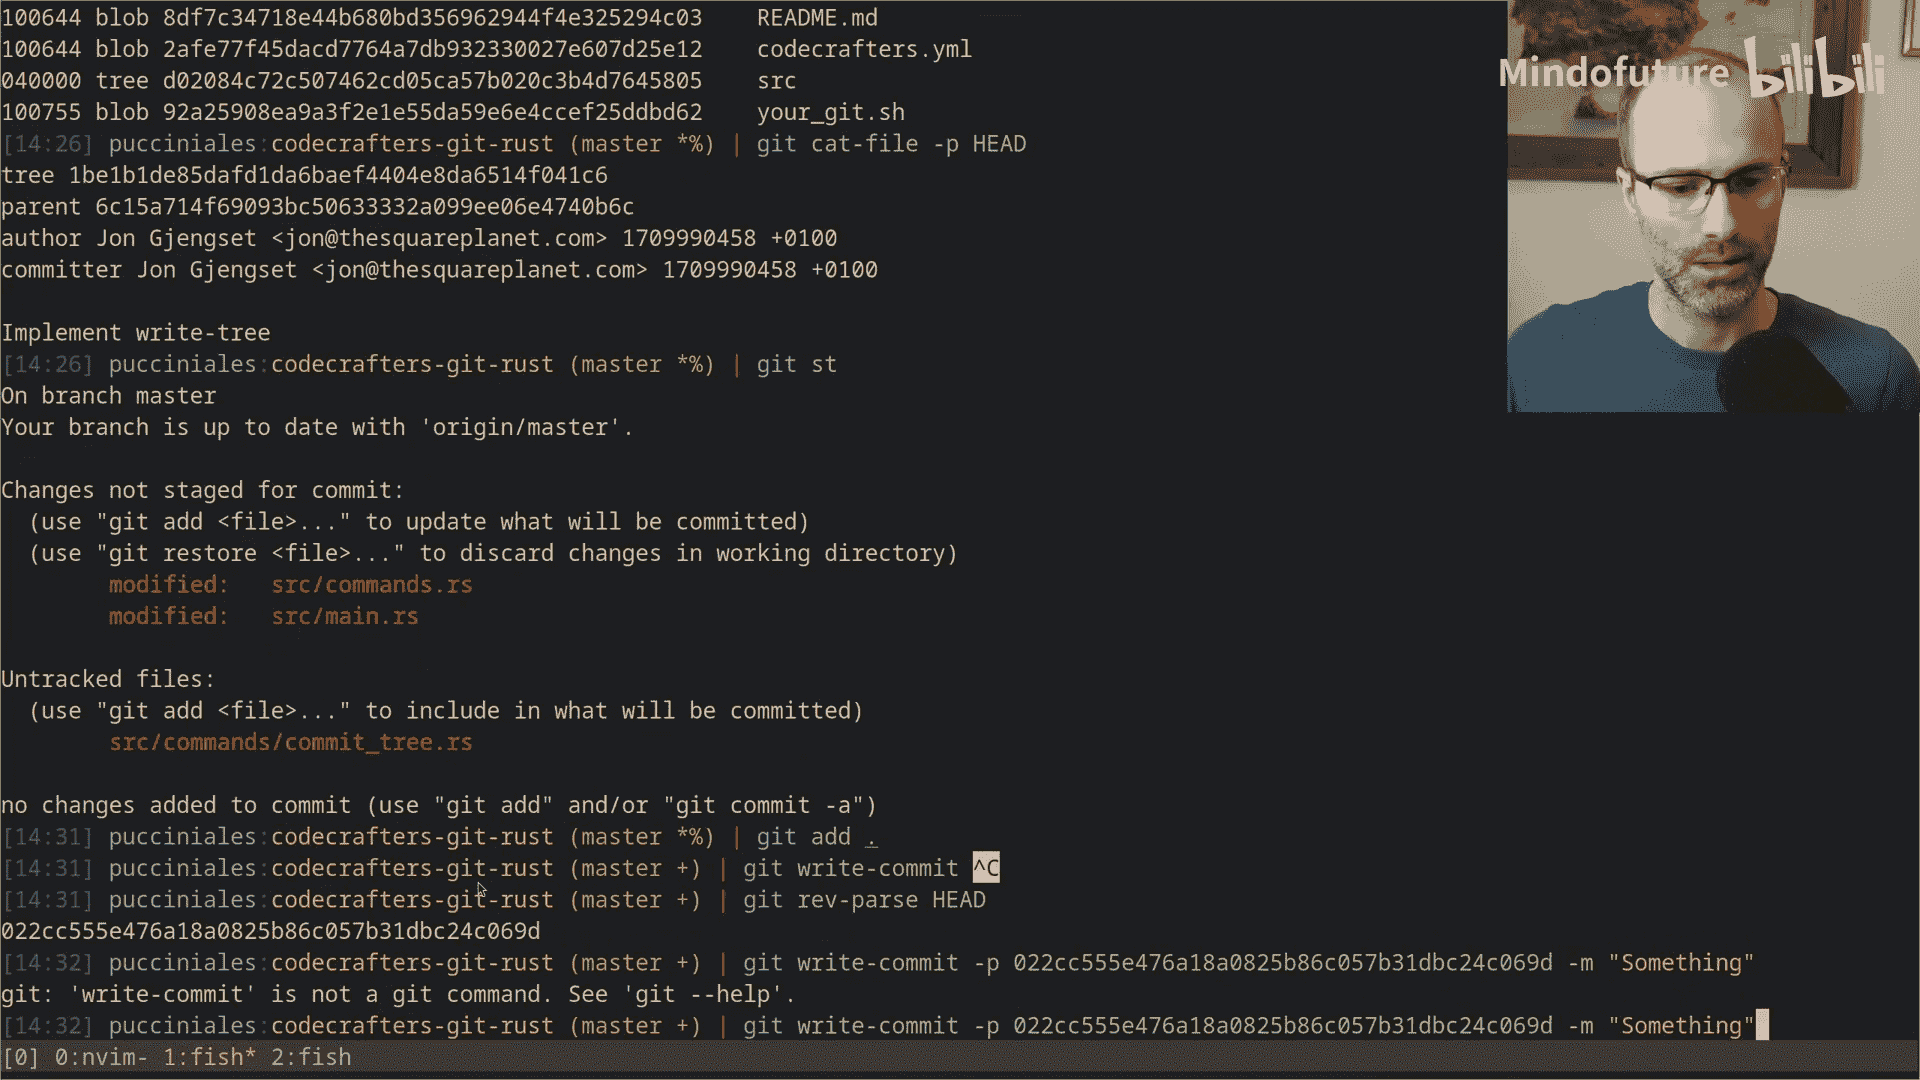 100644 blob 8df7c34718e44b680bd356962944f4e325294c03    README.md
100644 blob 2afe77f45dacd7764a7db932330027e607d25e12    codecrafters.yml
040000 tree d02084c72c507462cd05ca57b020c3b4d7645805    src
100755 blob 92a25908ea9a3f2e1e55da59e6e4ccef25ddbd62    your_git.sh
Mindofuture bilibili
[14:26] pucciniales:codecrafters-git-rust (master *%) | git cat-file -p HEAD
tree 1be1b1de85dafd1da6baef4404e8da6514f041c6
parent 6c15a714f69093bc50633332a099ee06e4740b6c
author Jon Gjengset <jon@thesquareplanet.com> 1709990458 +0100
committer Jon Gjengset <jon@thesquareplanet.com> 1709990458 +0100
Implement write-tree
[14:26] pucciniales:codecrafters-git-rust (master *%) | git st
On branch master
Your branch is up to date with 'origin/master'.
Changes not staged for commit:
  (use "git add <file>..." to update what will be committed)
  (use "git restore <file>..." to discard changes in working directory)
        modified:   src/commands.rs
        modified:   src/main.rs
Untracked files:
  (use "git add <file>..." to include in what will be committed)
        src/commands/commit_tree.rs
no changes added to commit (use "git add" and/or "git commit -a")
[14:31] pucciniales:codecrafters-git-rust (master *%) | git add .
[14:31] pucciniales:codecrafters-git-rust (master +) | git write-commit ^C
[14:31] pucciniales:codecrafters-git-rust (master +) | git rev-parse HEAD
022cc555e476a18a0825b86c057b31dbc24c069d
[14:32] pucciniales:codecrafters-git-rust (master +) | git write-commit -p 022cc555e476a18a0825b86c057b31dbc24c069d -m "Something"
git: 'write-commit' is not a git command. See 'git --help'.
[14:32] pucciniales:codecrafters-git-rust (master +) | git write-commit -p 022cc555e476a18a0825b86c057b31dbc24c069d -m "Something"
[0] 0:nvim- 1:fish* 2:fish